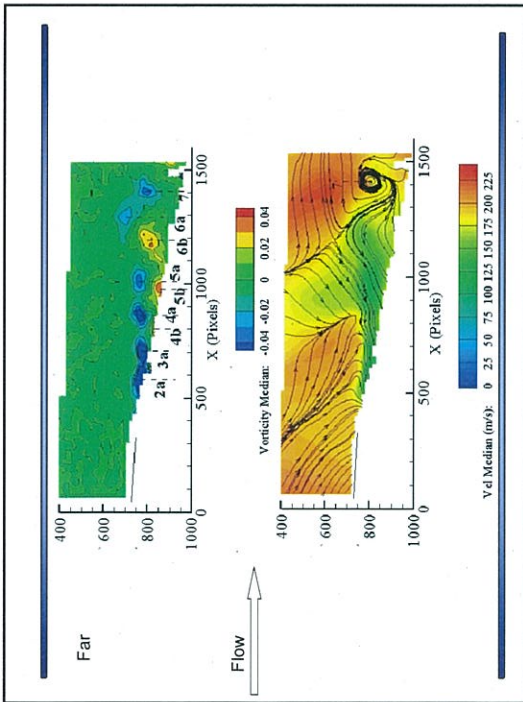 Far
400
600
800
1000
2a
3a
4b
4a
5b
5a
6b
6a
7
0
500
1000
1500
X (Pixels)
Vorticity Median: -0.04 -0.02 0 0.02 0.04
Flow
400
600
800
1000
0
500
1000
1500
X (Pixels)
Vel Median (m/s): 0 25 50 75 100 125 150 175 200 225